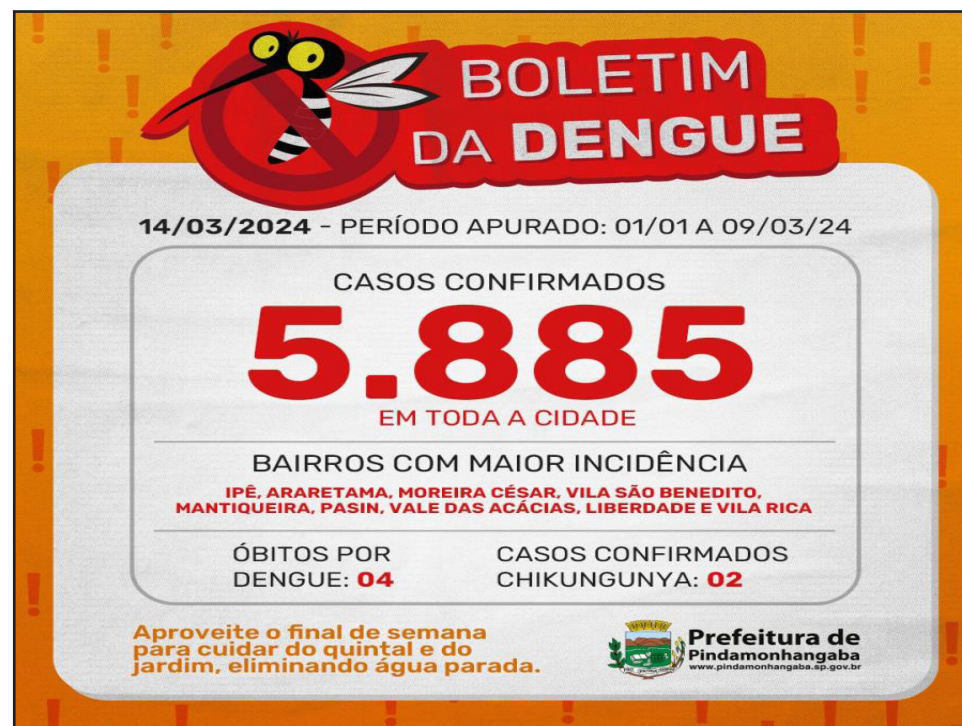 BOLETIM
DA DENGUE
14/03/2024 - PERÍODO APURADO: 01/01 A 09/03/24
CASOS CONFIRMADOS
5.885
EM TODA A CIDADE
BAIRROS COM MAIOR INCIDÊNCIA
IPÊ, ARARETAMA, MOREIRA CÉSAR, VILA SÃO BENEDITO,
MANTIQUEIRA, PASIN, VALE DAS ACÁCIAS, LIBERDADE E VILA RICA
ÓBITOS POR
DENGUE: 04
CASOS CONFIRMADOS
CHIKUNGUNYA: 02
Aproveite o final de semana
para cuidar do quintal e do
jardim, eliminando água parada.
Prefeitura de
Pindamonhangaba
www.pindamonhangaba.sp.gov.br